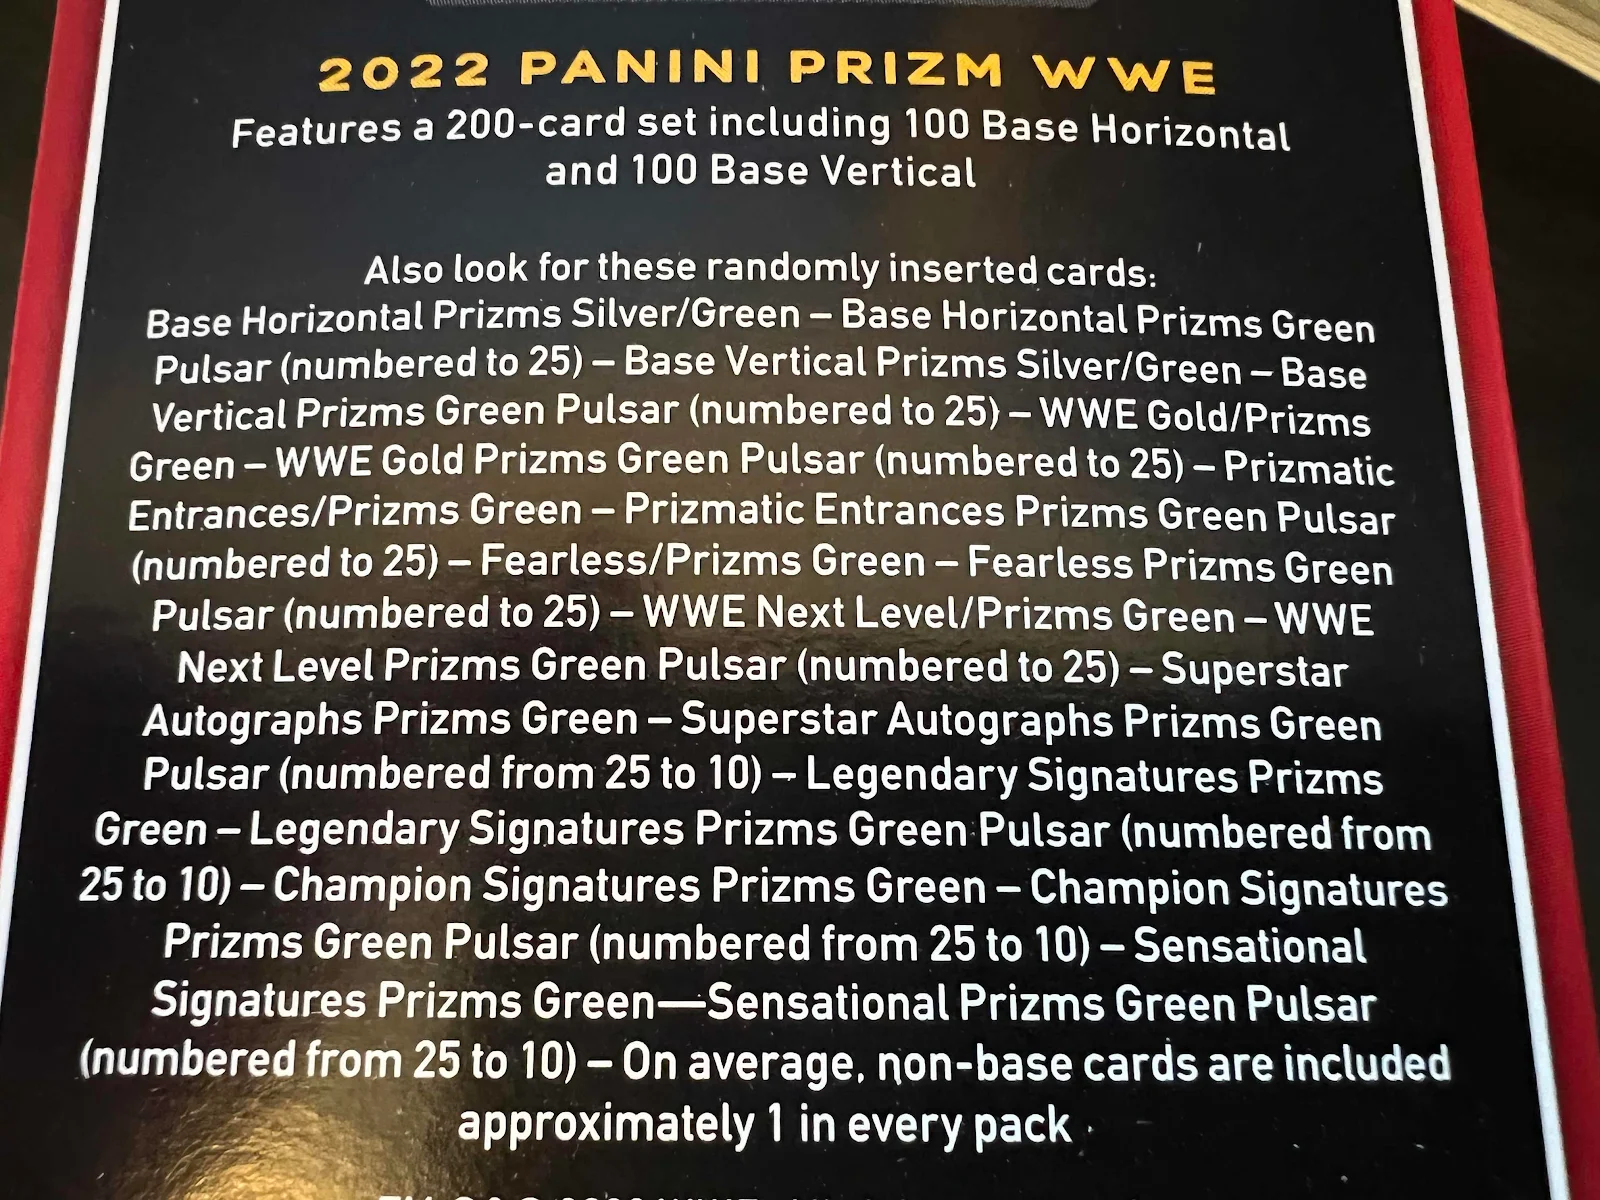 2022 PANINI PRIZM WWE
Features a 200-card set including 100 Base Horizontal
and 100 Base Vertical
Also look for these randomly inserted cards:
Base Horizontal Prizms Silver/Green – Base Horizontal Prizms Green
Pulsar (numbered to 25) – Base Vertical Prizms Silver/Green – Base
Vertical Prizms Green Pulsar (numbered to 25) – WWE Gold/Prizms
Green – WWE Gold Prizms Green Pulsar (numbered to 25) – Prizmatic
Entrances/Prizms Green – Prizmatic Entrances Prizms Green Pulsar
(numbered to 25) – Fearless/Prizms Green – Fearless Prizms Green
Pulsar (numbered to 25) – WWE Next Level/Prizms Green – WWE
Next Level Prizms Green Pulsar (numbered to 25) – Superstar
Autographs Prizms Green – Superstar Autographs Prizms Green
Pulsar (numbered from 25 to 10) – Legendary Signatures Prizms
Green – Legendary Signatures Prizms Green Pulsar (numbered from
25 to 10) – Champion Signatures Prizms Green – Champion Signatures
Prizms Green Pulsar (numbered from 25 to 10) – Sensational
Signatures Prizms Green—Sensational Prizms Green Pulsar
(numbered from 25 to 10) – On average, non-base cards are included
approximately 1 in every pack